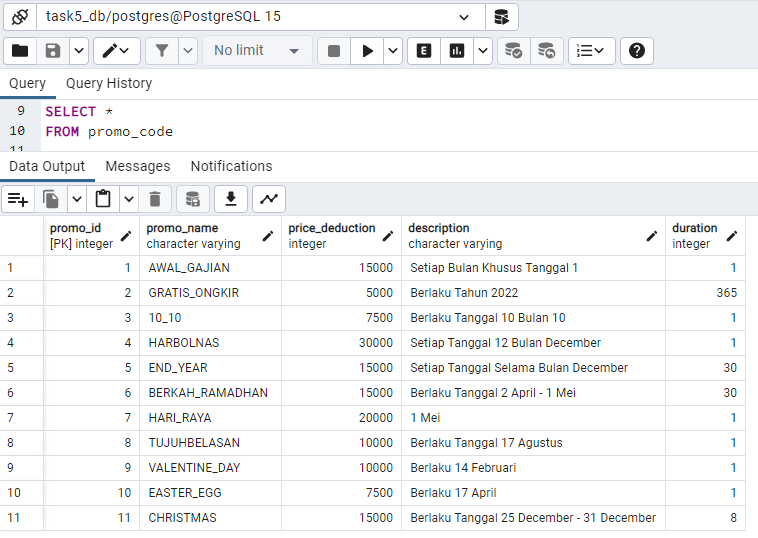 task5_db/postgres@PostgreSQL 15
No limit
Query Query History
9 SELECT *
10 FROM promo_code
Data Output Messages Notifications
promo_id promo_name price_deduction description duration
[PK] integer character varying integer character varying integer
1 1 AWAL_GAJIAN 15000 Setiap Bulan Khusus Tanggal 1 1
2 2 GRATIS_ONGKIR 5000 Berlaku Tahun 2022 365
3 3 10_10 7500 Berlaku Tanggal 10 Bulan 10 1
4 4 HARBOLNAS 30000 Setiap Tanggal 12 Bulan December 1
5 5 END_YEAR 15000 Setiap Tanggal Selama Bulan December 30
6 6 BERKAH_RAMADHAN 15000 Berlaku Tanggal 2 April - 1 Mei 30
7 7 HARI_RAYA 20000 1 Mei 1
8 8 TUJUHBELASAN 10000 Berlaku Tanggal 17 Agustus 1
9 9 VALENTINE_DAY 10000 Berlaku 14 Februari 1
10 10 EASTER_EGG 7500 Berlaku 17 April 1
11 11 CHRISTMAS 15000 Berlaku Tanggal 25 December - 31 December 8